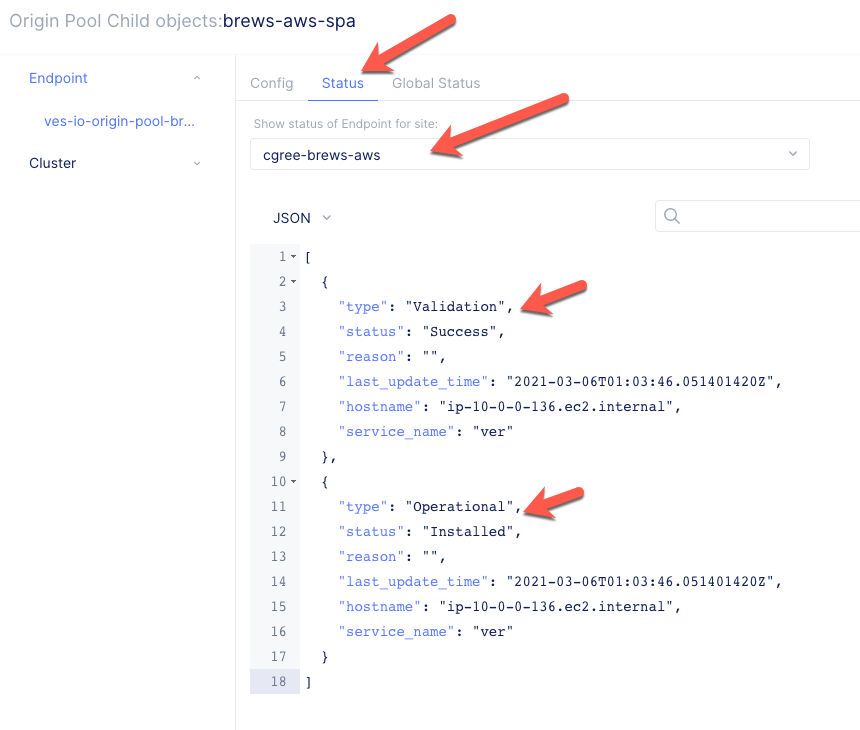 Origin Pool Child objects:brews-aws-spa
Endpoint
ves-io-origin-pool-br...
Cluster
Config Status Global Status
Show status of Endpoint for site:
cgree-brews-aws
JSON
1 [
2 {
3 "type": "Validation",
4 "status": "Success",
5 "reason": "",
6 "last_update_time": "2021-03-06T01:03:46.051401420Z",
7 "hostname": "ip-10-0-0-136.ec2.internal",
8 "service_name": "ver"
9 },
10 {
11 "type": "Operational",
12 "status": "Installed",
13 "reason": "",
14 "last_update_time": "2021-03-06T01:03:46.051401420Z",
15 "hostname": "ip-10-0-0-136.ec2.internal",
16 "service_name": "ver"
17 }
18 ]